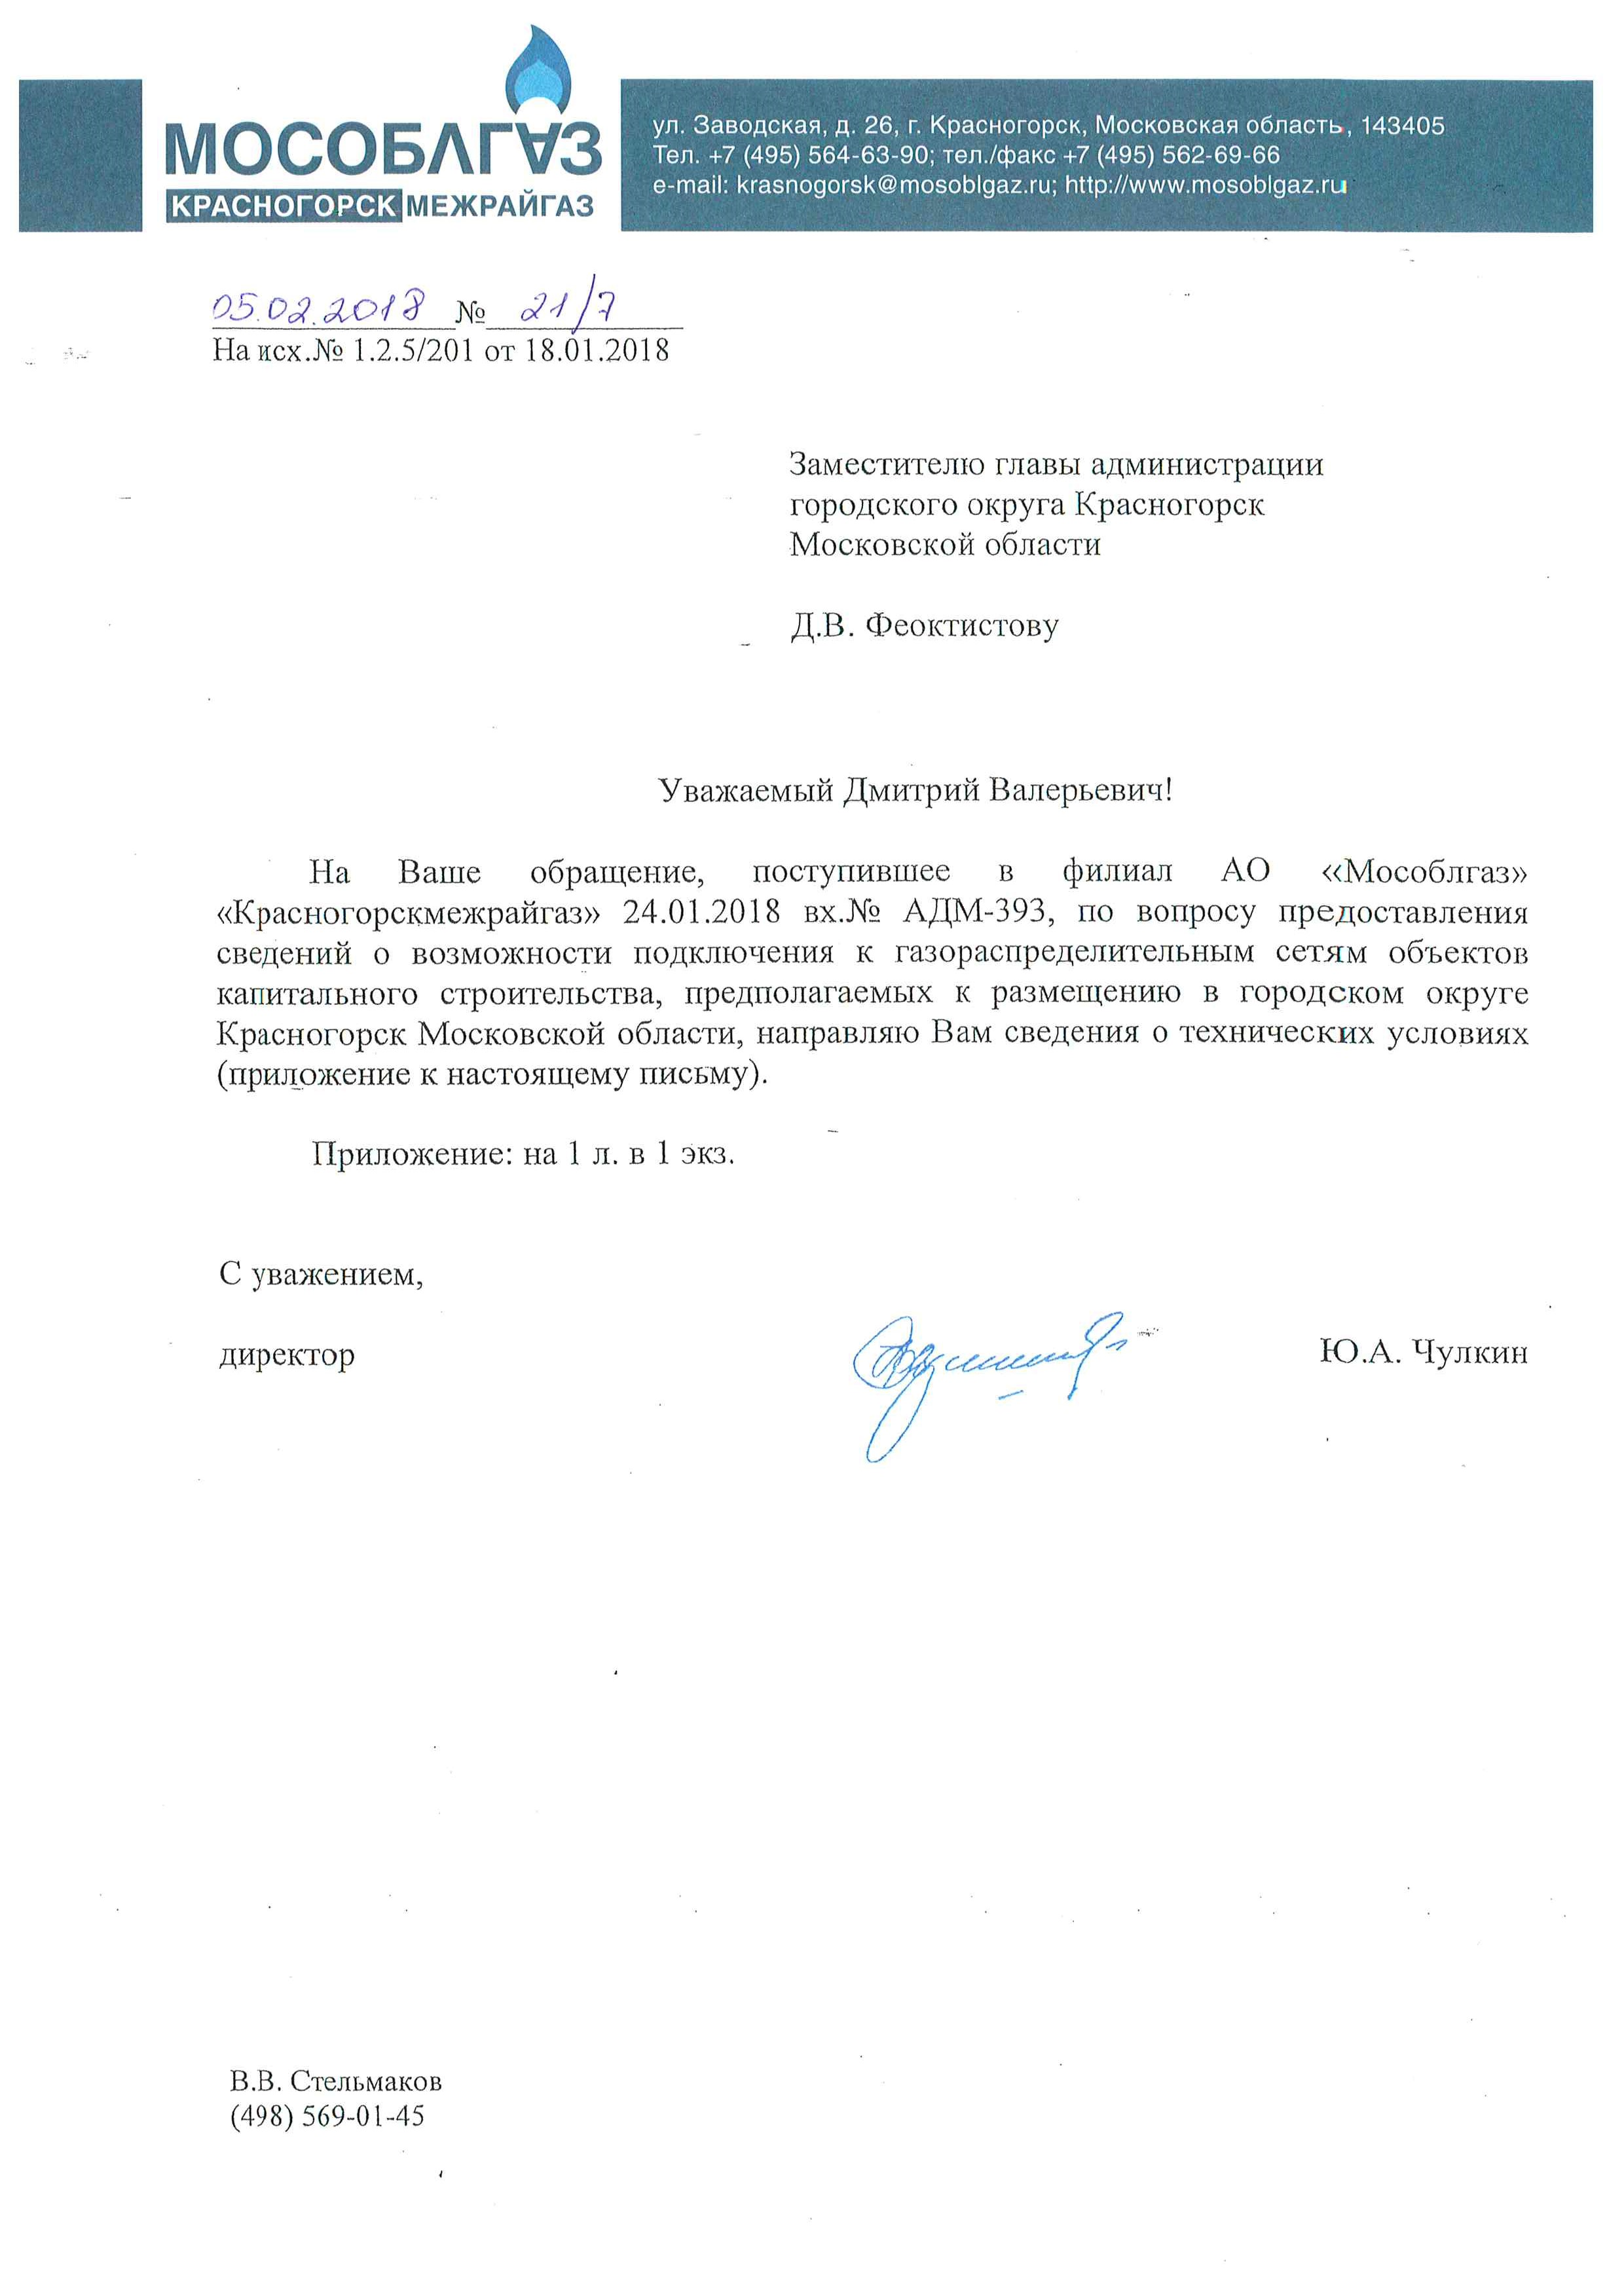 МОСОБЛГАЗ
КРАСНОГОРСКМЕЖРАЙГАЗ
ул. Заводская, д. 26, г. Красногорск, Московская область, 143405
Тел. +7 (495) 564-63-90; тел./факс +7 (495) 562-69-66
e-mail: krasnogorsk@mosoblgaz.ru; http://www.mosoblgaz.ru
05.02.2018 № 21/7
На исх.№ 1.2.5/201 от 18.01.2018
Заместителю главы администрации
городского округа Красногорск
Московской области
Д.В. Феоктистову
Уважаемый Дмитрий Валерьевич!
На Ваше обращение, поступившее в филиал АО «Мособлгаз»
«Красногорскмежрайгаз» 24.01.2018 вх.№ АДМ-393, по вопросу предоставления
сведений о возможности подключения к газораспределительным сетям объектов
капитального строительства, предполагаемых к размещению в городском округе
Красногорск Московской области, направляю Вам сведения о технических условиях
(приложение к настоящему письму).
Приложение: на 1 л. в 1 экз.
С уважением,
директор
Ю.А. Чулкин
В.В. Стельмаков
(498) 569-01-45